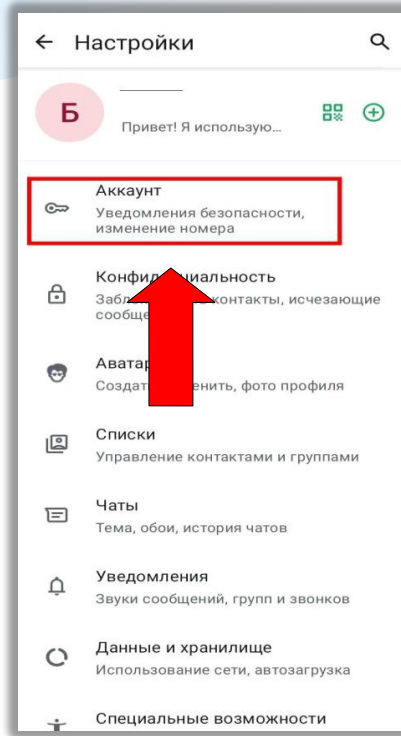 Настройки
Б
Привет! Я использую...
Аккаунт
Уведомления безопасности,
изменение номера
Конфиденциальность
контакты, исчезающие
Аватар
фото профиля
Списки
Управление контактами и группами
Чаты
Тема, обои, история чатов
Уведомления
Звуки сообщений, групп и звонков
Данные и хранилище
Использование сети, автозагрузка
Специальные возможности